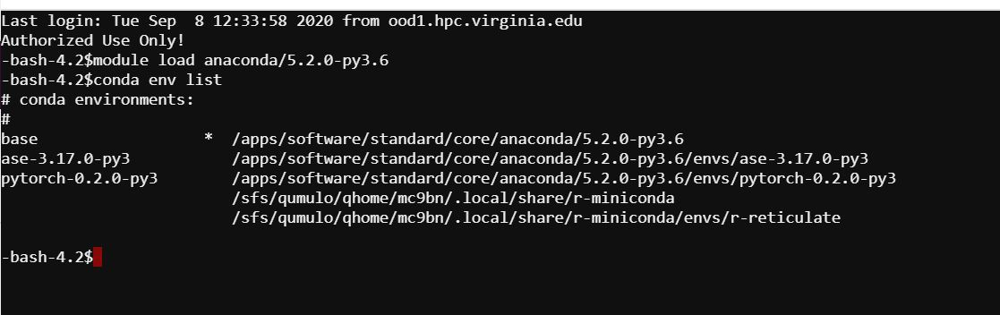 Last login: Tue Sep  8 12:33:58 2020 from ood1.hpc.virginia.edu
Authorized Use Only!
-bash-4.2$module load anaconda/5.2.0-py3.6
-bash-4.2$conda env list
# conda environments:
#
base                  *  /apps/software/standard/core/anaconda/5.2.0-py3.6
ase-3.17.0-py3           /apps/software/standard/core/anaconda/5.2.0-py3.6/envs/ase-3.17.0-py3
pytorch-0.2.0-py3        /apps/software/standard/core/anaconda/5.2.0-py3.6/envs/pytorch-0.2.0-py3
                         /sfs/qumulo/qhome/mc9bn/.local/share/r-miniconda
                         /sfs/qumulo/qhome/mc9bn/.local/share/r-miniconda/envs/r-reticulate
-bash-4.2$